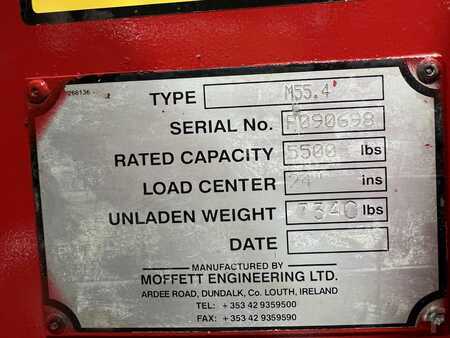 266136
TYPE M55.4
SERIAL No. F090698
RATED CAPACITY 5500 lbs
LOAD CENTER 24" ins
UNLADEN WEIGHT 7340 lbs
DATE
MANUFACTURED BY
MOFFETT ENGINEERING LTD.
ARDEE ROAD, DUNDALK, Co. LOUTH, IRELAND
TEL: + 353 42 9359500
FAX: + 353 42 9359590